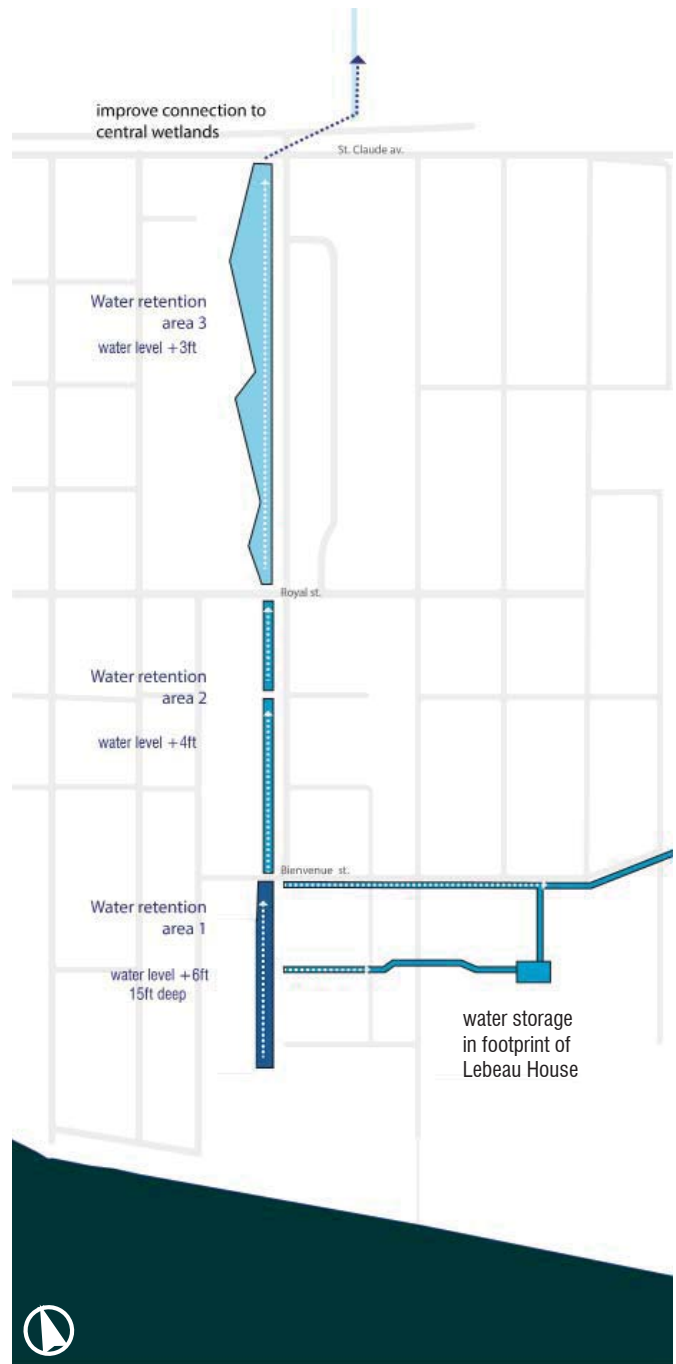 improve connection to
central wetlands
St. Claude av.
Water retention
area 3
water level +3ft
Royal st.
Water retention
area 2
water level +4ft
Bienvenue st.
Water retention
area 1
water level +6ft
15ft deep
water storage
in footprint of
Lebeau House